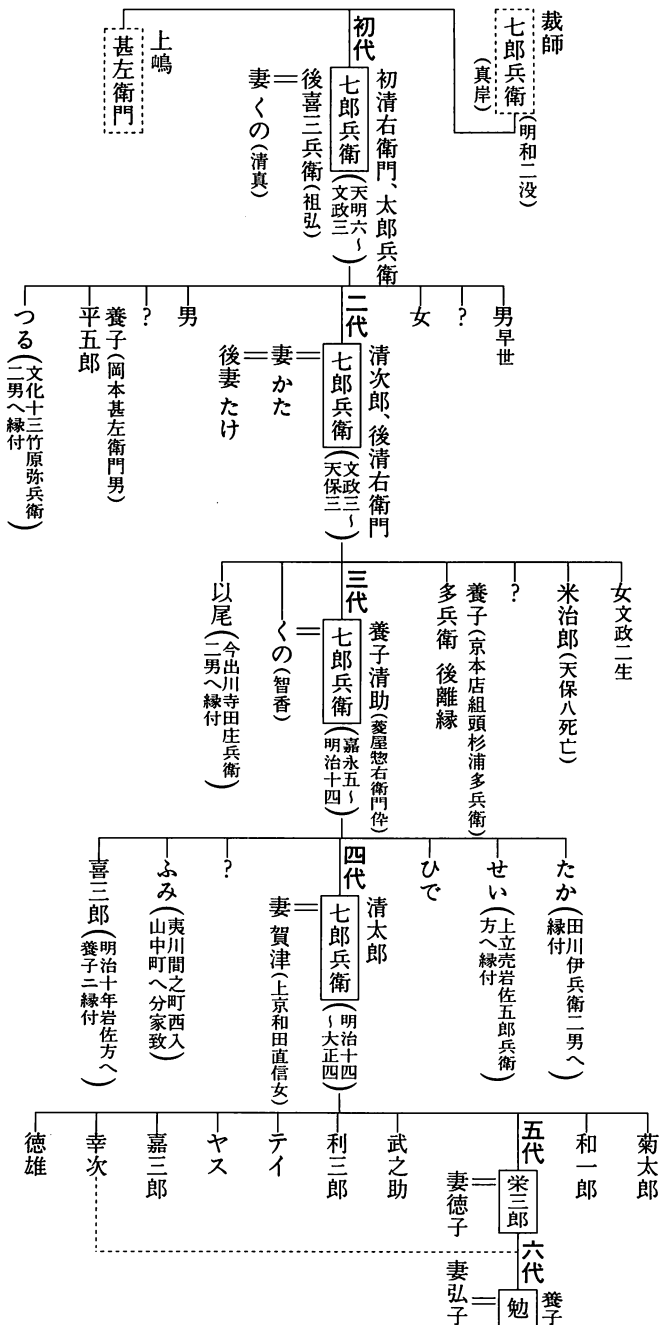 裁師
七郎兵衛
(真岸)
(明和二没)
上嶋
甚左衛門
初代
初清右衛門、太郎兵衛
七郎兵衛
(天明六~
文政三)
後喜三兵衛(祖弘)
妻 くの(清真)
男早世
?
女
二代
清次郎、後清右衛門
七郎兵衛
(文政三~
天保三)
妻 かた
後妻 たけ
男
?
養子(岡本甚左衛門男)
平五郎
つる(文化十三竹原弥兵衛
二男へ縁付)
女文政二生
米治郎(天保八死亡)
?
養子(京本店組頭杉浦多兵衛)
多兵衛 後離縁
三代
養子清助(菱屋惣右衛門伜)
七郎兵衛
(嘉永五~
明治十四)
くの(智香)
以尾(今出川寺田庄兵衛
二男へ縁付)
たか(田川伊兵衛二男へ
縁付)
せい(上立売岩佐五郎兵衛
方へ縁付)
ひで
四代
清太郎
七郎兵衛
(明治十四
~大正四)
妻 賀津(上京和田直信女)
?
ふみ(夷川間之町西入
山中町へ分家致)
喜三郎(明治十年岩佐方へ
養子ニ縁付)
菊太郎
和一郎
五代
栄三郎
妻徳子
武之助
利三郎
テイ
ヤス
嘉三郎
幸次
徳雄
六代
養子
勉
妻弘子